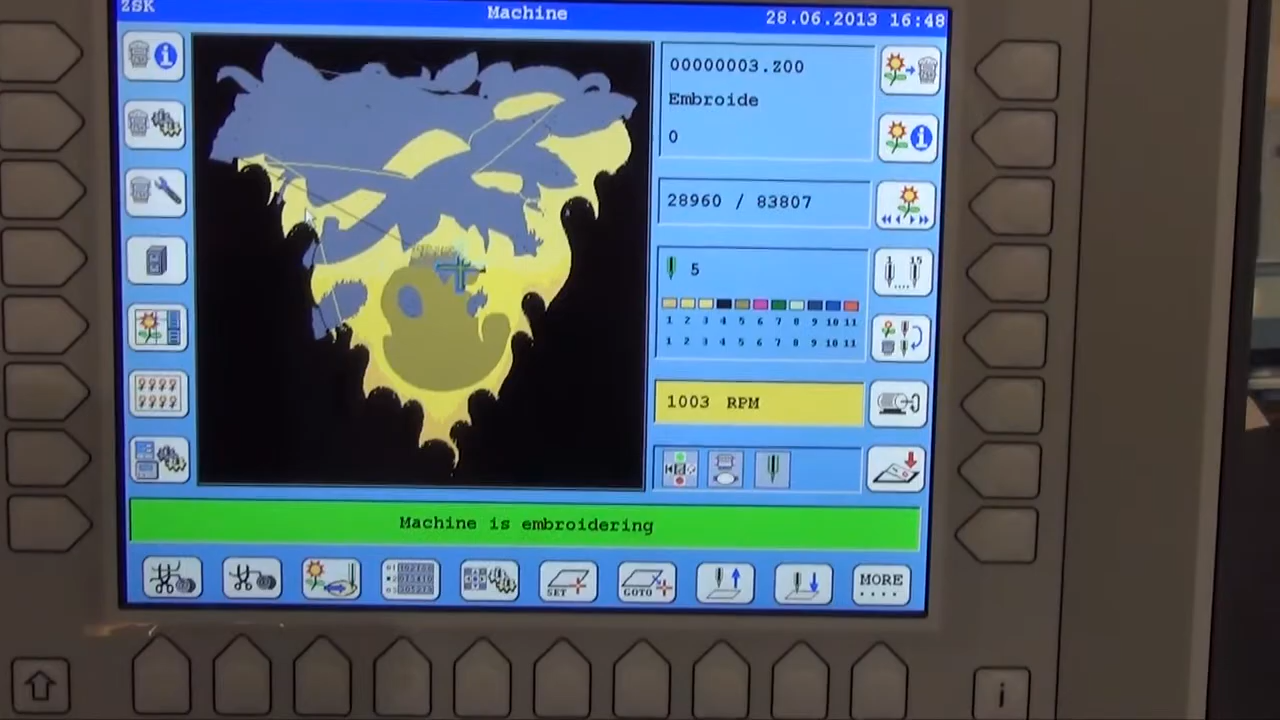 ZSK
Machine
28.06.2013 16:48
00000003.Z00
Embroide
0
28960 / 83807
5
1 2 3 4 5 6 7 8 9 10 11
1 2 3 4 5 6 7 8 9 10 11
1003 RPM
1 15
Machine is embroidering
SET
GOTO
MORE
i